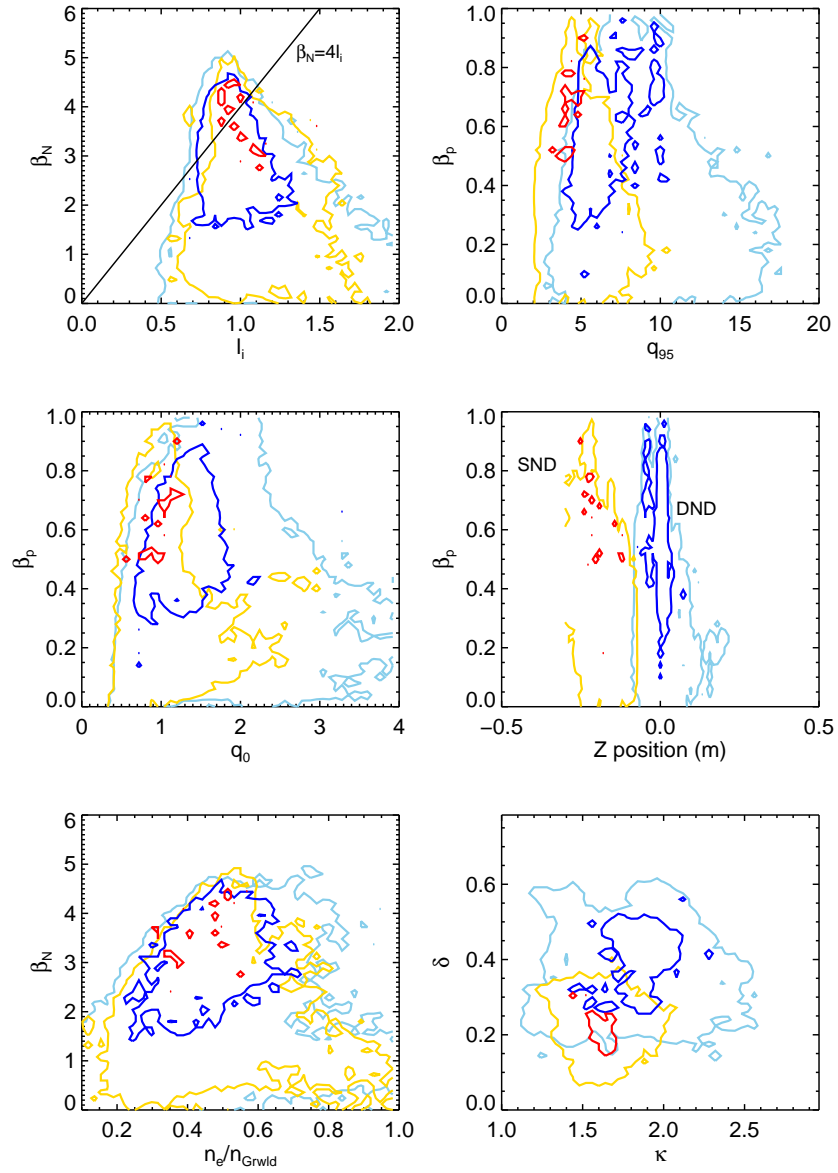 6
5
4
3
2
1
0
β_N
β_N=4l_i
0.0 0.5 1.0 1.5 2.0
l_i
1.0
0.8
0.6
0.4
0.2
0.0
β_p
0 5 10 15 20
q_95
1.0
0.8
0.6
0.4
0.2
0.0
β_p
0 1 2 3 4
q_0
1.0
0.8
0.6
0.4
0.2
0.0
β_p
SND
DND
−0.5 0.0 0.5
Z position (m)
6
5
4
3
2
1
0
β_N
0.2 0.4 0.6 0.8 1.0
n_e/n_Grwld
0.6
0.4
0.2
0.0
δ
1.0 1.5 2.0 2.5
κ